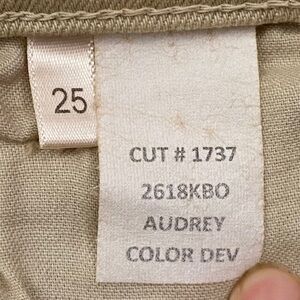 25
CUT # 1737
2618KBO
AUDREY
COLOR DEV